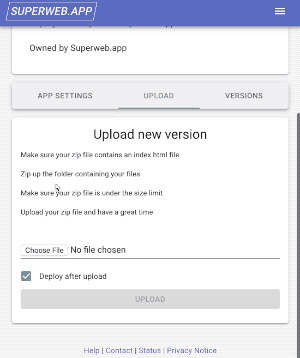 SUPERWEB.APP
Owned by Superweb.app
APP SETTINGS
UPLOAD
VERSIONS
Upload new version
Make sure your zip file contains an index.html file
Zip up the folder containing your files
Make sure your zip file is under the size limit
Upload your zip file and have a great time
Choose File No file chosen
Deploy after upload
UPLOAD
Help | Contact | Status | Privacy Notice